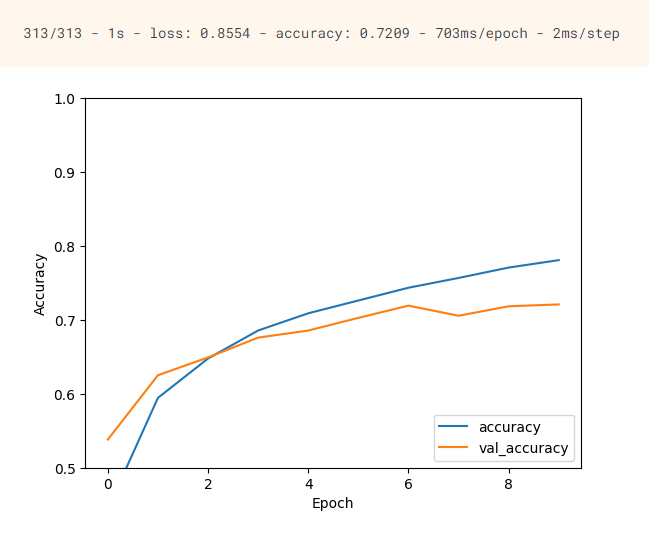 313/313 - 1s - loss: 0.8554 - accuracy: 0.7209 - 703ms/epoch - 2ms/step
1.0
0.9
0.8
0.7
0.6
0.5
Accuracy
0 2 4 6 8
Epoch
accuracy
val_accuracy